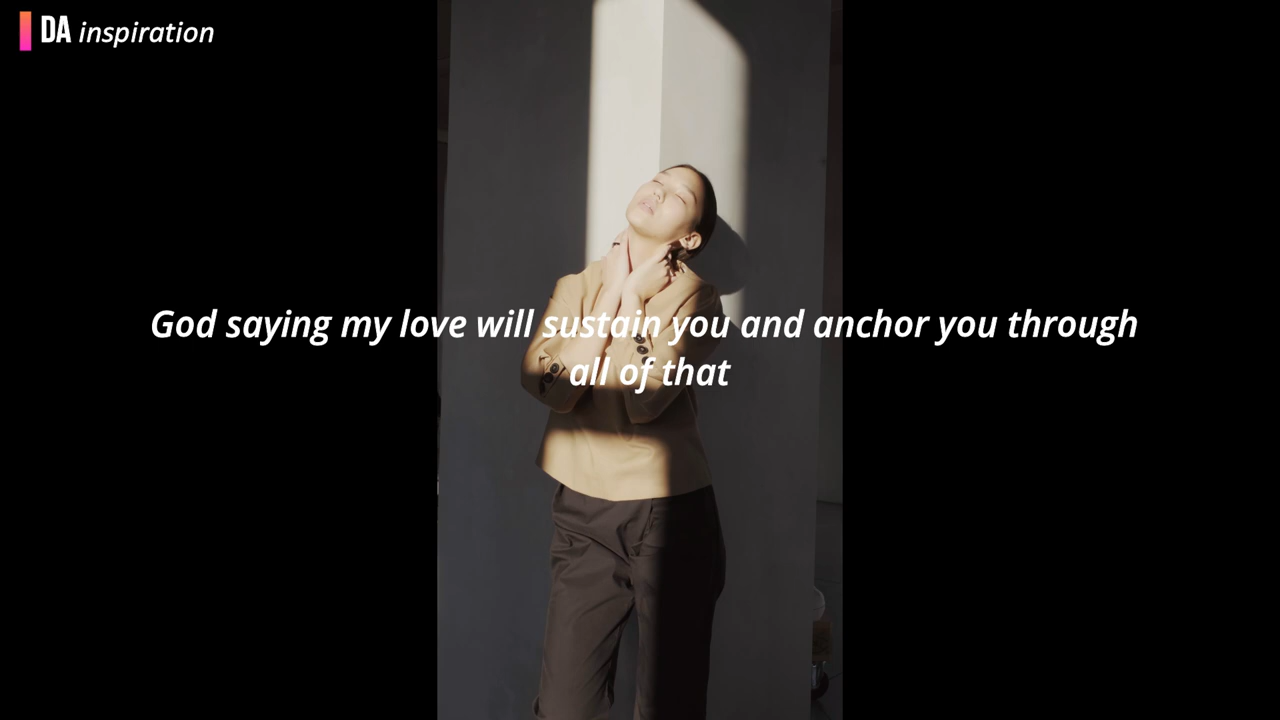 DA inspiration
God saying my love will sustain you and anchor you through
all of that